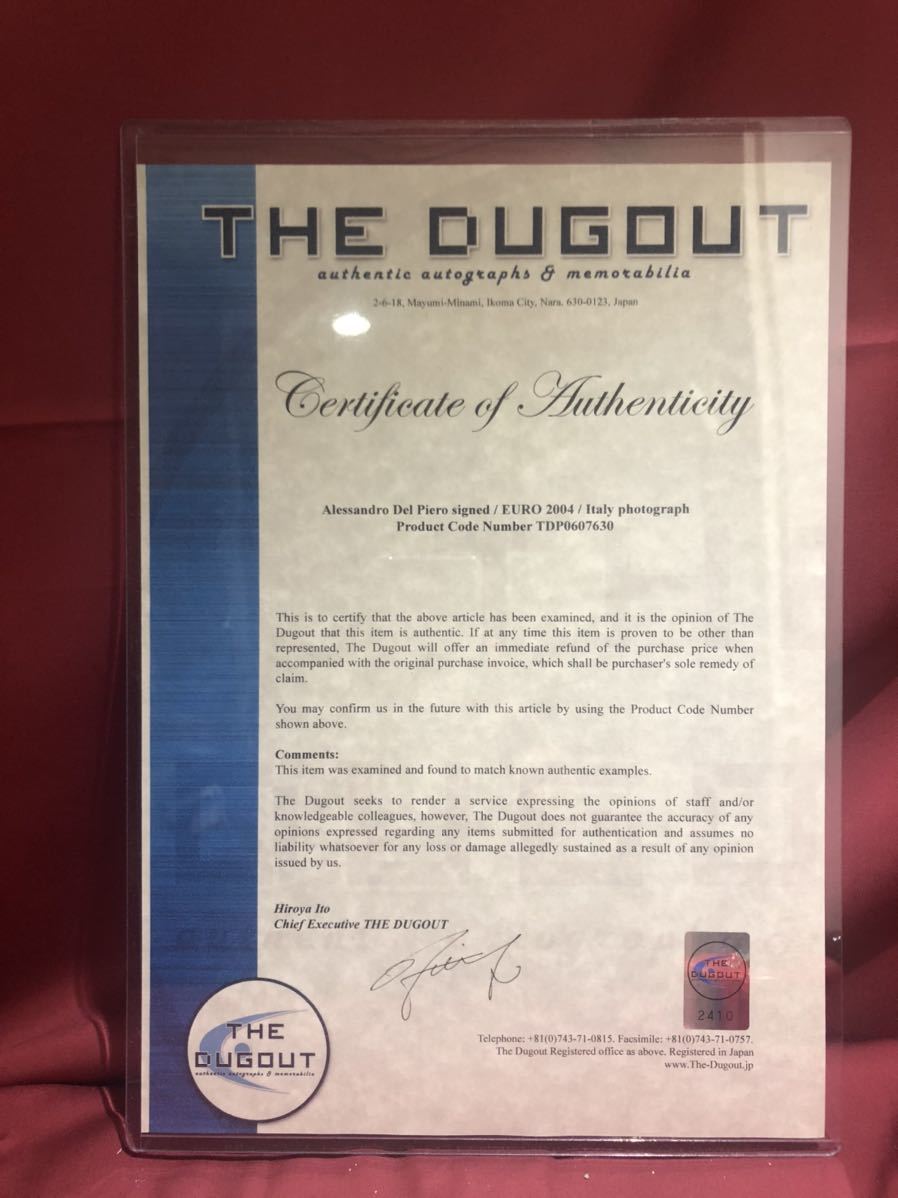 THE DUGOUT
authentic autographs & memorabilia
2-6-18, Mayumi-Minami, Ikoma City, Nara. 630-0123, Japan
Certificate of Authenticity
Alessandro Del Piero signed / EURO 2004 / Italy photograph
Product Code Number TDP0607630
This is to certify that the above article has been examined, and it is the opinion of The
Dugout that this item is authentic. If at any time this item is proven to be other than
represented, The Dugout will offer an immediate refund of the purchase price when
accompanied with the original purchase invoice, which shall be purchaser's sole remedy of
claim.
You may confirm us in the future with this article by using the Product Code Number
shown above.
Comments:
This item was examined and found to match known authentic examples.
The Dugout seeks to render a service expressing the opinions of staff and/or
knowledgeable colleagues, however, The Dugout does not guarantee the accuracy of any
opinions expressed regarding any items submitted for authentication and assumes no
liability whatsoever for any loss or damage allegedly sustained as a result of any opinion
issued by us.
Hiroya Ito
Chief Executive THE DUGOUT
THE
DUGOUT
2410
THE
DUGOUT
authentic autographs & memorabilia
Telephone: +81(0)743-71-0815. Facsimile: +81(0)743-71-0757.
The Dugout Registered office as above. Registered in Japan
www.The-Dugout.jp